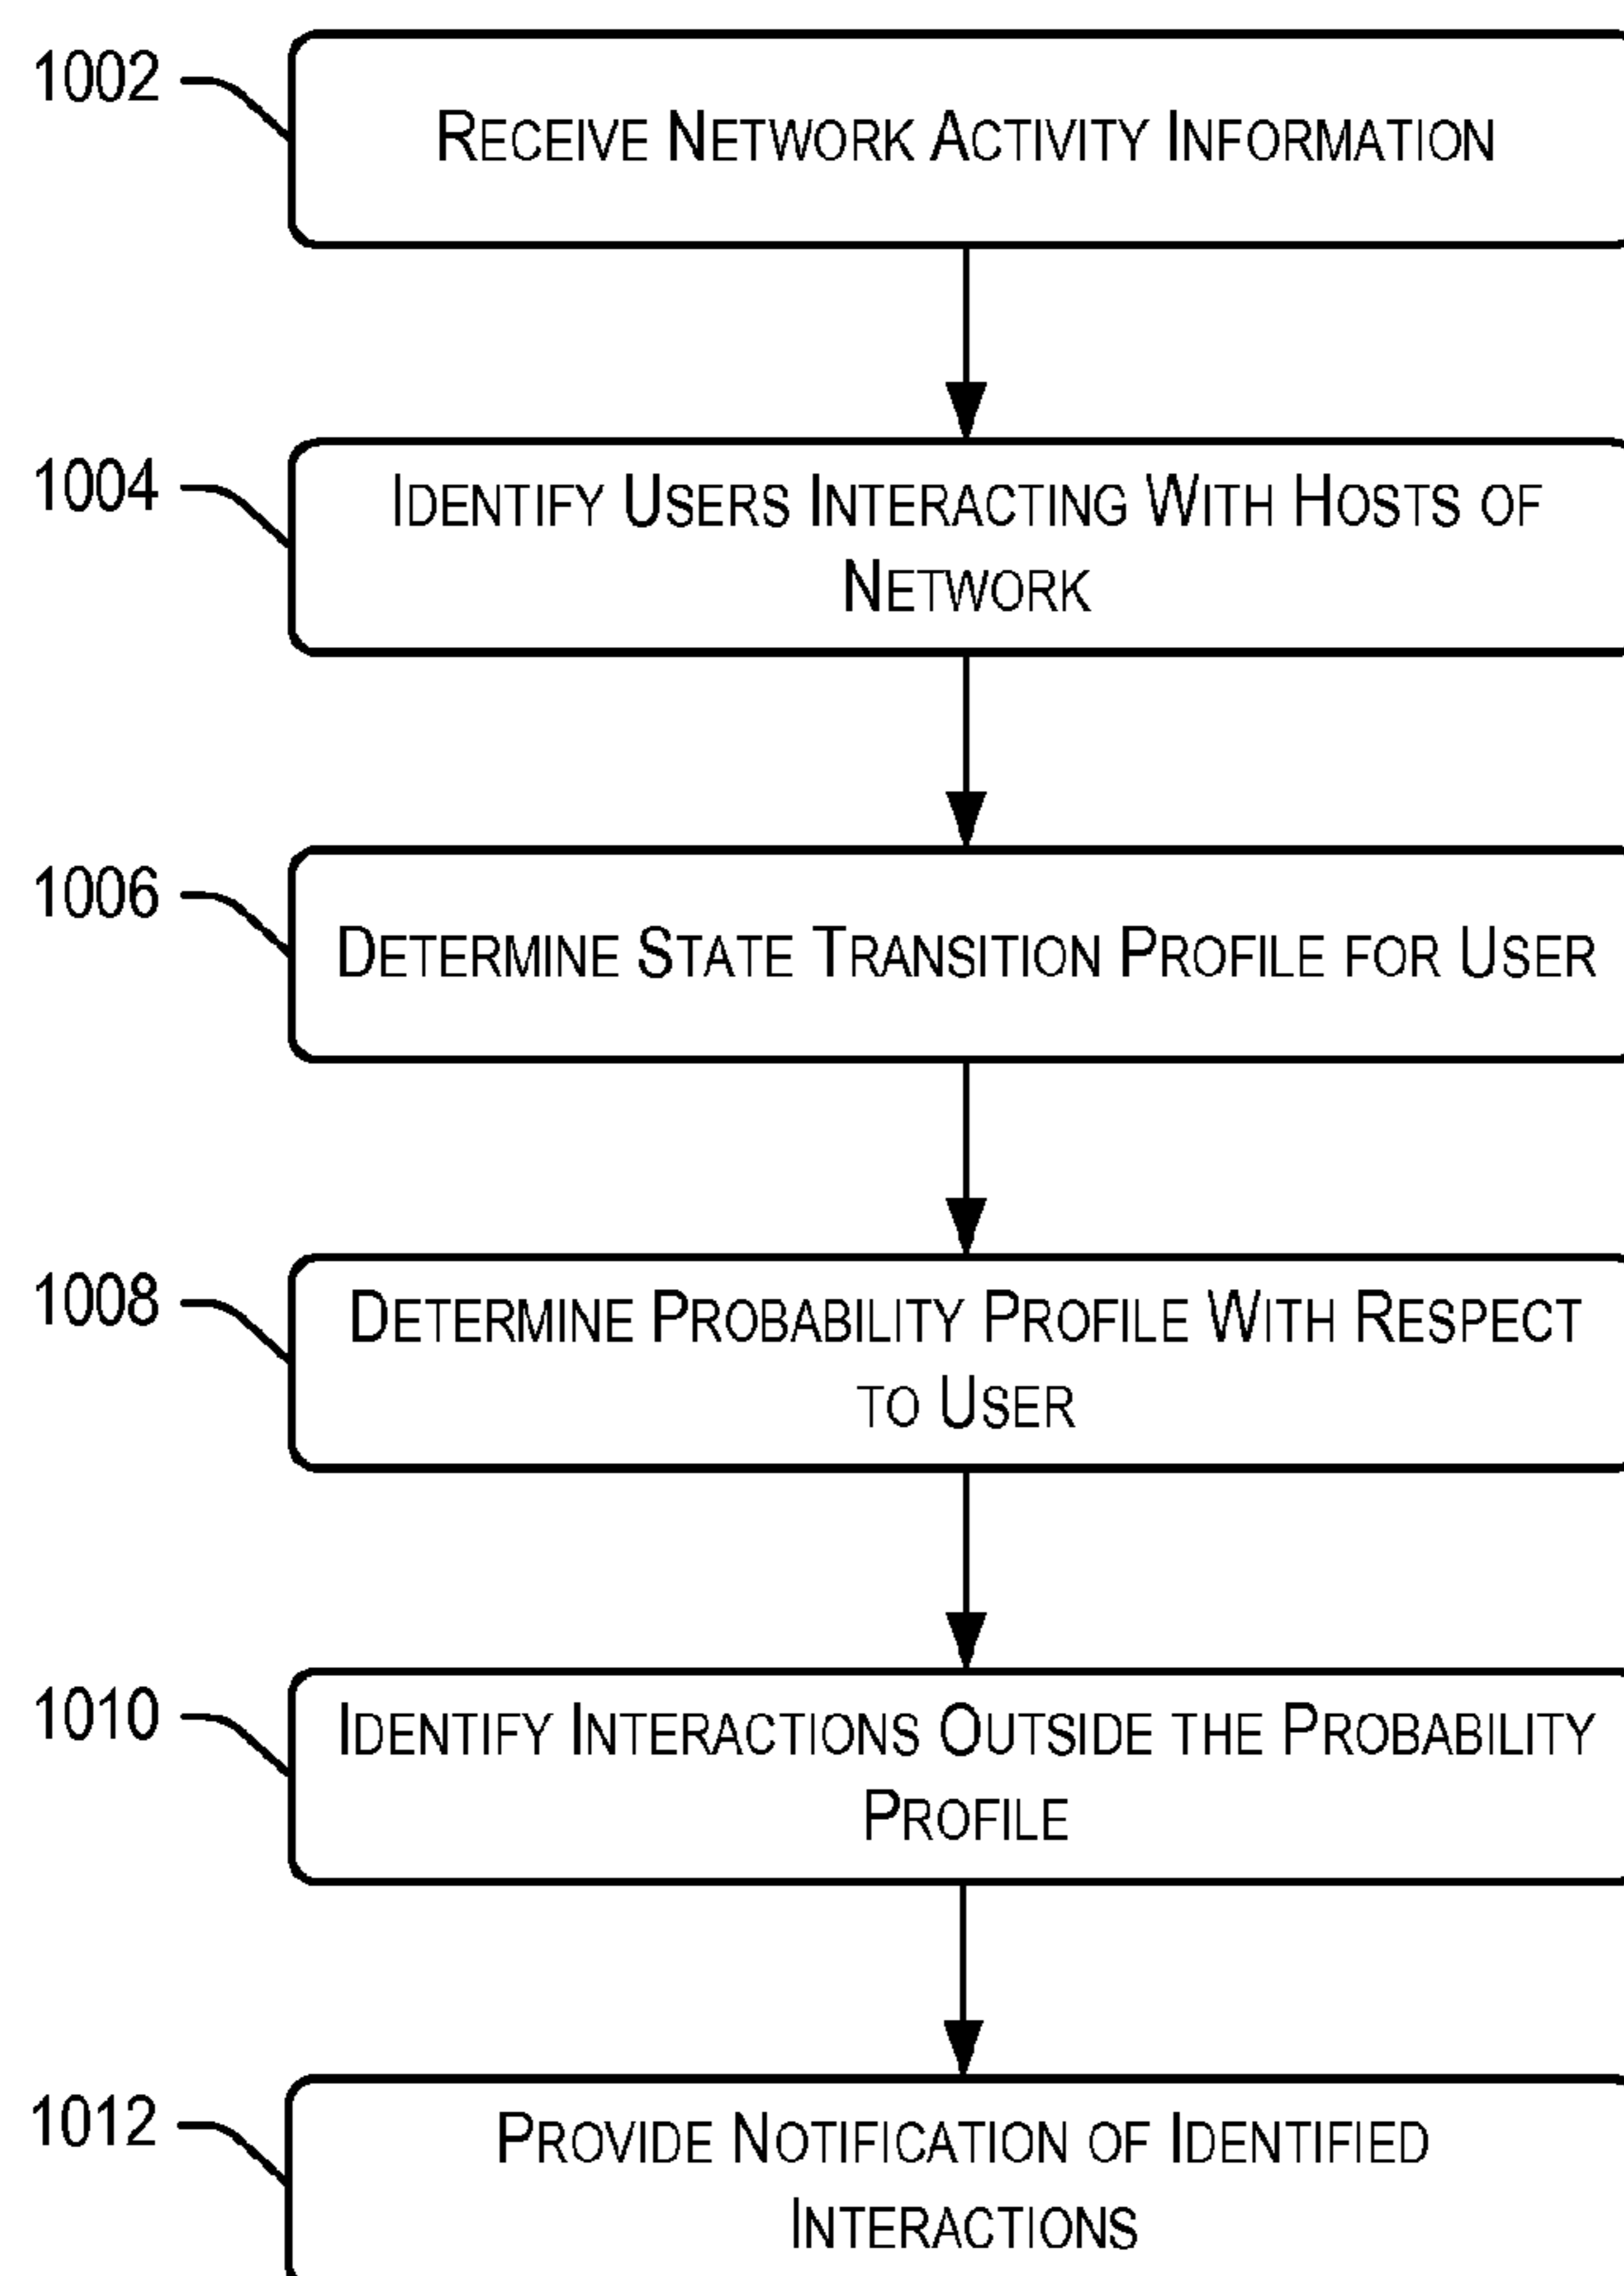 1002
RECEIVE NETWORK ACTIVITY INFORMATION
1004
IDENTIFY USERS INTERACTING WITH HOSTS OF
NETWORK
1006
DETERMINE STATE TRANSITION PROFILE FOR USER
1008
DETERMINE PROBABILITY PROFILE WITH RESPECT
TO USER
1010
IDENTIFY INTERACTIONS OUTSIDE THE PROBABILITY
PROFILE
1012
PROVIDE NOTIFICATION OF IDENTIFIED
INTERACTIONS